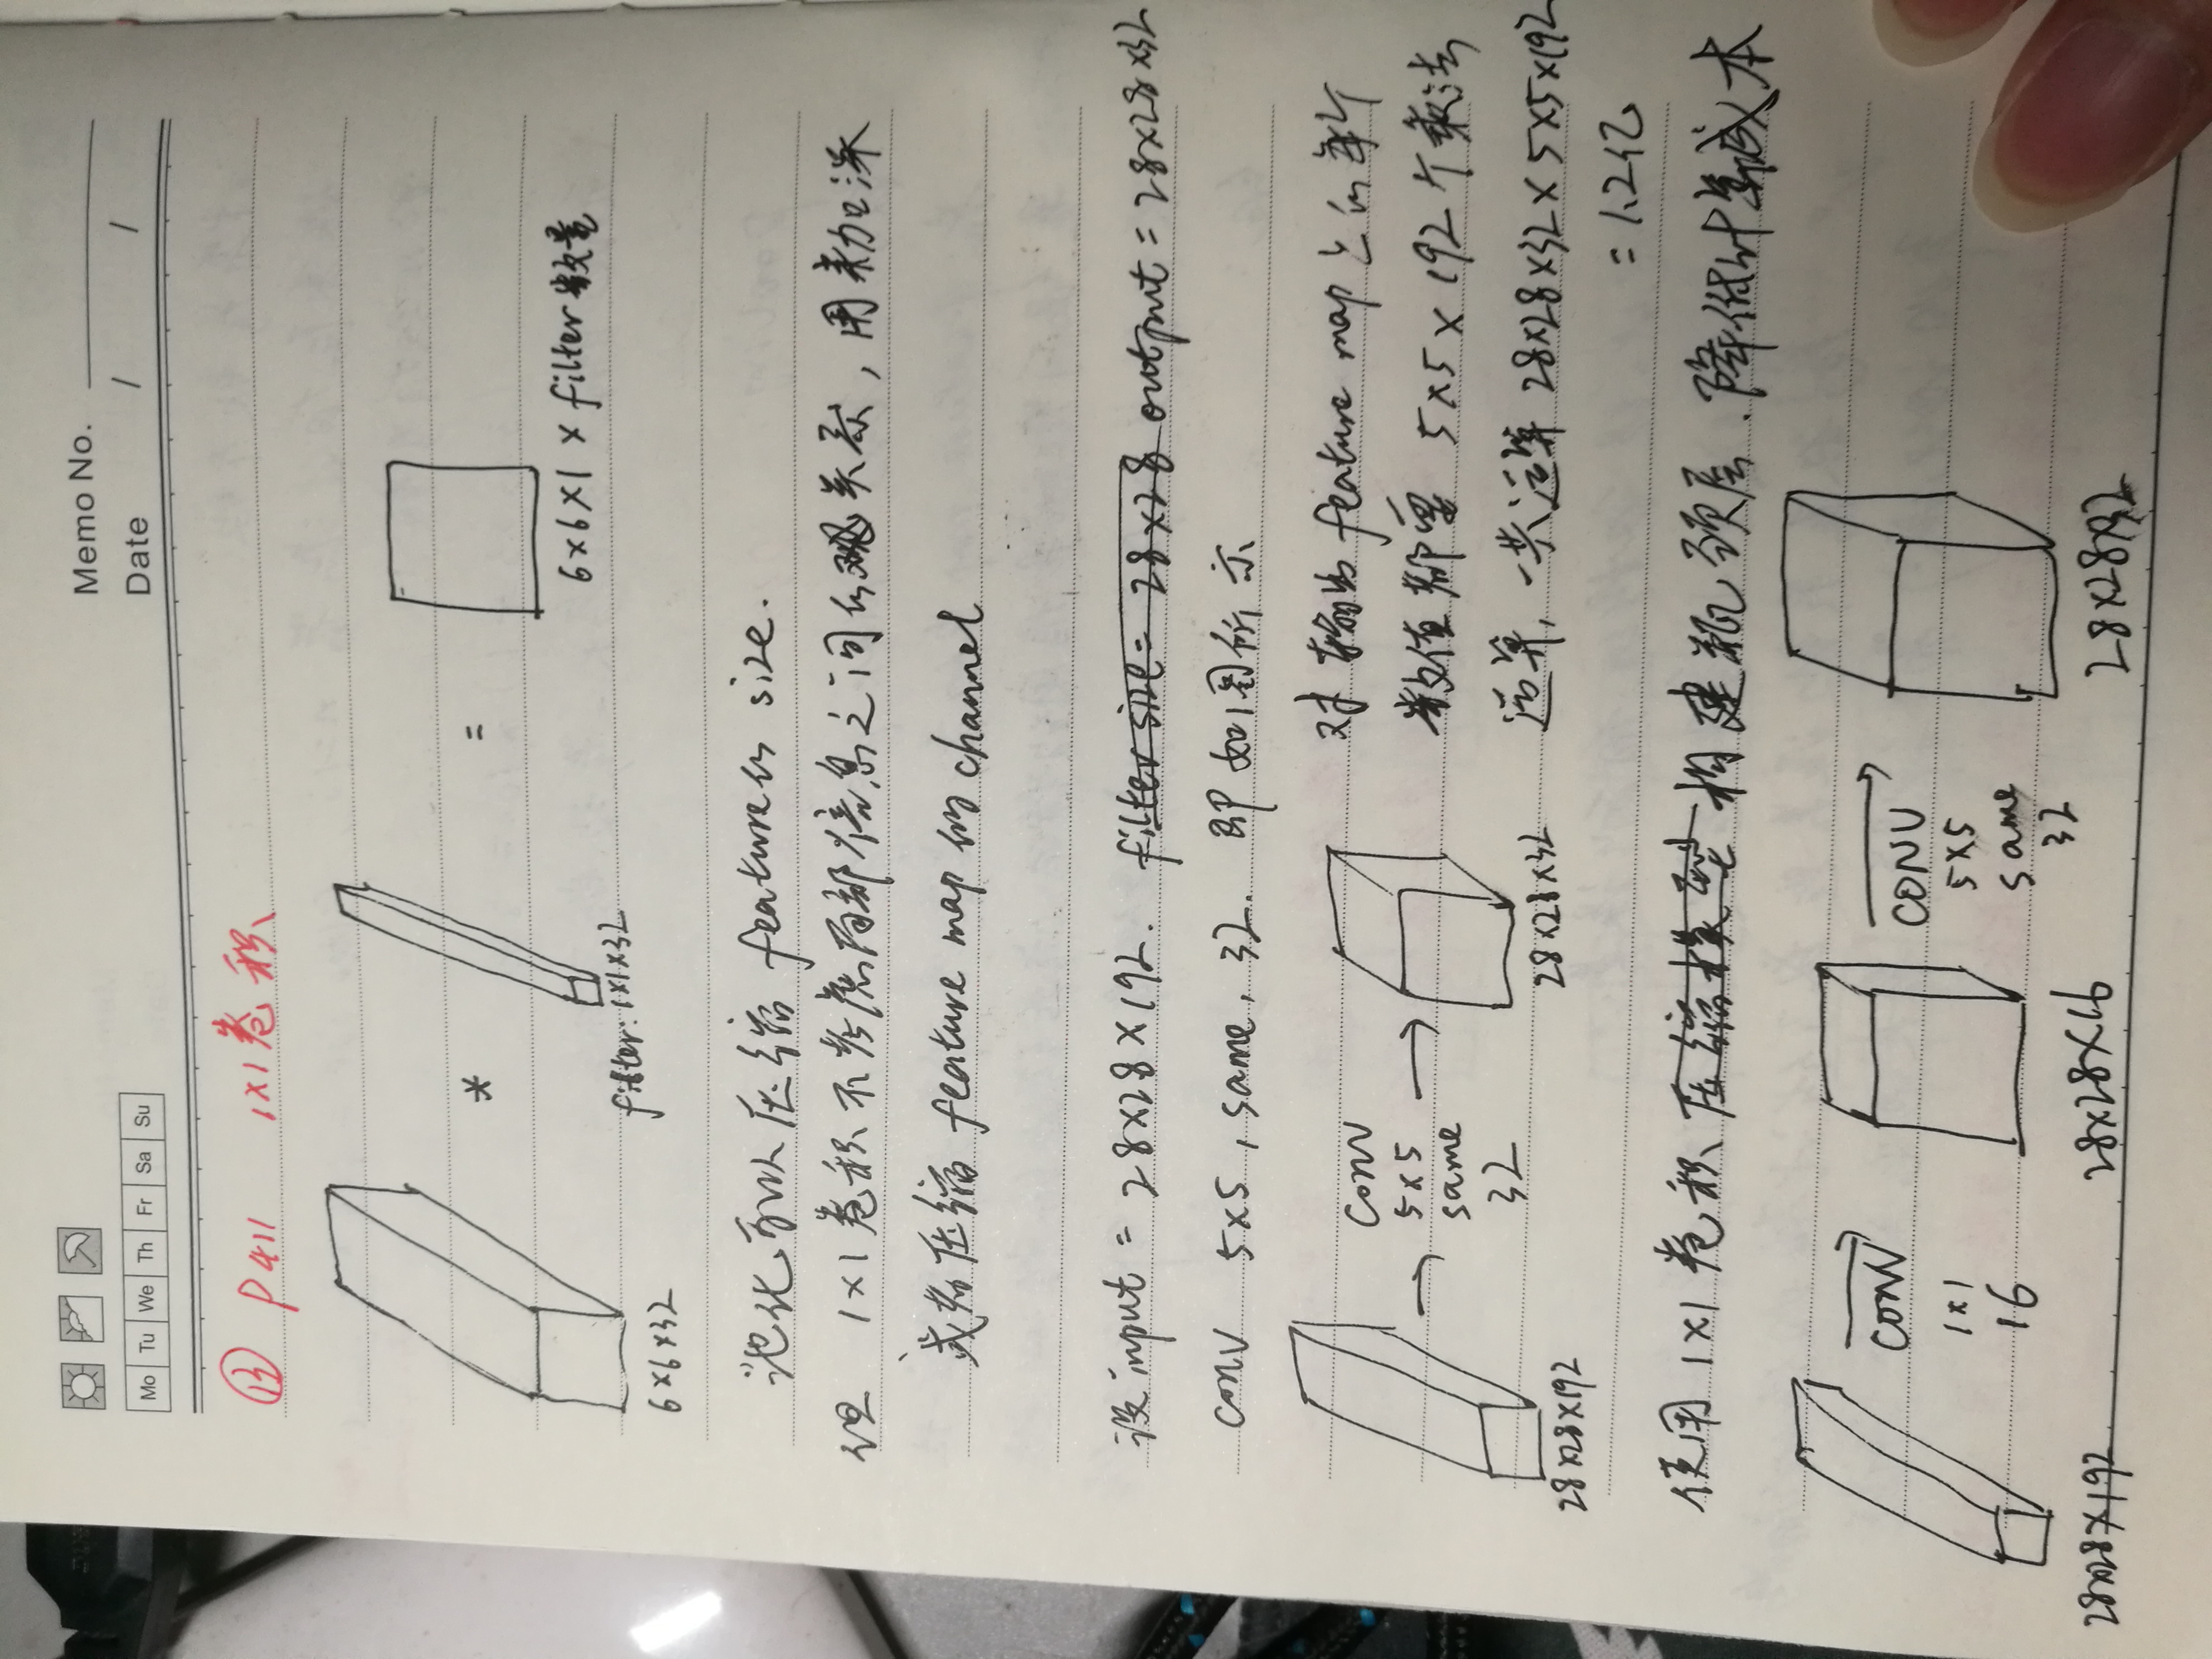 Memo No.
Mo Tu We Th Fr Sa Su
Date / /
⑬ P411 1×1卷积
* =
6×6×1 × filter数量
filter: 1×1×32
6×6×32
池化可以压缩 feature的 size.
但 1×1卷积不考虑局部信息之间的关系，用来加深
或者压缩 feature map 的 channel
设 input = 28×28×192. filter size = 28×28 output = 28×28×32
CONV 5×5, same, 32. 即如图所示
对输出 feature map 上的每个
CONV
5×5
same
32
数值都要 5×5×192个乘法
运算, 一共运算 28×28×32×5×5×192
28×28×32
28×28×192
= 1.2亿
使用 1×1卷积压缩模型构建瓶颈层.降低计算成本
CONV
1×1
16
CONV
5×5
same
32
28×28×192
28×28×16
28×28×32